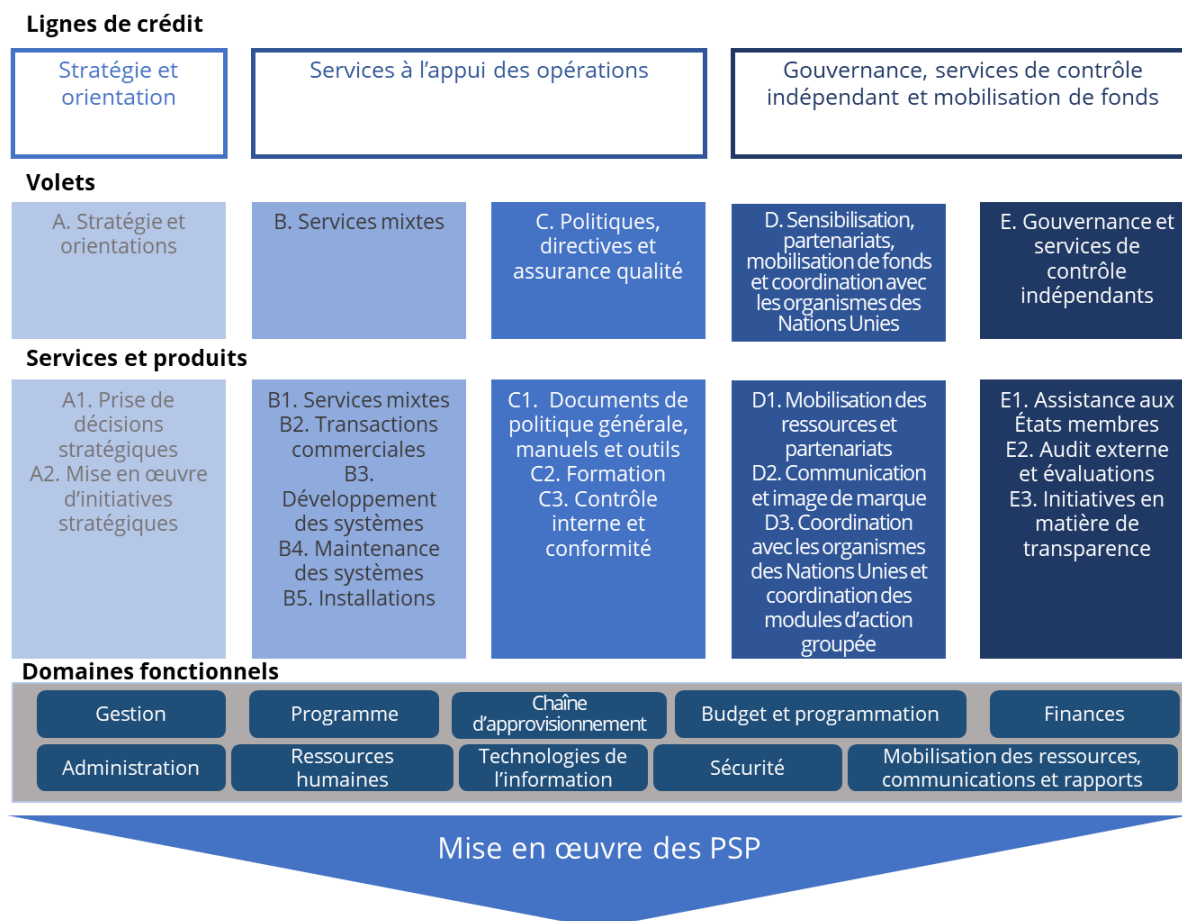 Lignes de crédit
Stratégie et
orientation
Services à l'appui des opérations
Gouvernance, services de contrôle
indépendant et mobilisation de fonds
Volets
A. Stratégie et
orientations
B. Services mixtes
C. Politiques,
directives et
assurance qualité
D. Sensibilisation,
partenariats,
mobilisation de fonds
et coordination avec
les organismes des
Nations Unies
E. Gouvernance et
services de
contrôle
indépendants
Services et produits
A1. Prise de
décisions
stratégiques
A2. Mise en œuvre
d'initiatives
stratégiques
B1. Services mixtes
B2. Transactions
commerciales
B3.
Développement
des systèmes
B4. Maintenance
des systèmes
B5. Installations
C1. Documents de
politique générale,
manuels et outils
C2. Formation
C3. Contrôle
interne et
conformité
D1. Mobilisation des
ressources et
partenariats
D2. Communication
et image de marque
D3. Coordination
avec les organismes
des Nations Unies et
coordination des
modules d'action
groupée
E1. Assistance aux
États membres
E2. Audit externe
et évaluations
E3. Initiatives en
matière de
transparence
Domaines fonctionnels
Gestion
Programme
Chaîne
d'approvisionnement
Budget et programmation
Finances
Administration
Ressources
humaines
Technologies de
l'information
Sécurité
Mobilisation des ressources,
communications et rapports
Mise en œuvre des PSP